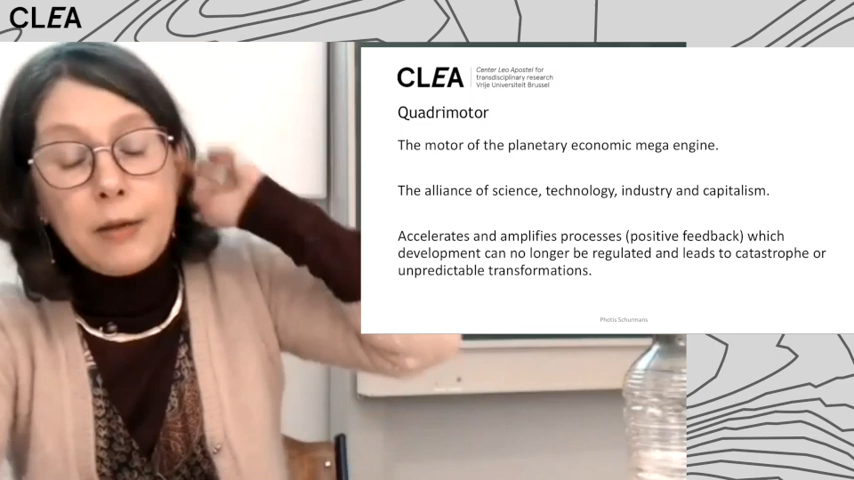 CLEA
CLEA
Center Leo Apostel for
transdisciplinary research
Vrije Universiteit Brussel
Quadrimotor
The motor of the planetary economic mega engine.
The alliance of science, technology, industry and capitalism.
Accelerates and amplifies processes (positive feedback) which
development can no longer be regulated and leads to catastrophe or
unpredictable transformations.
Photis Schurmans